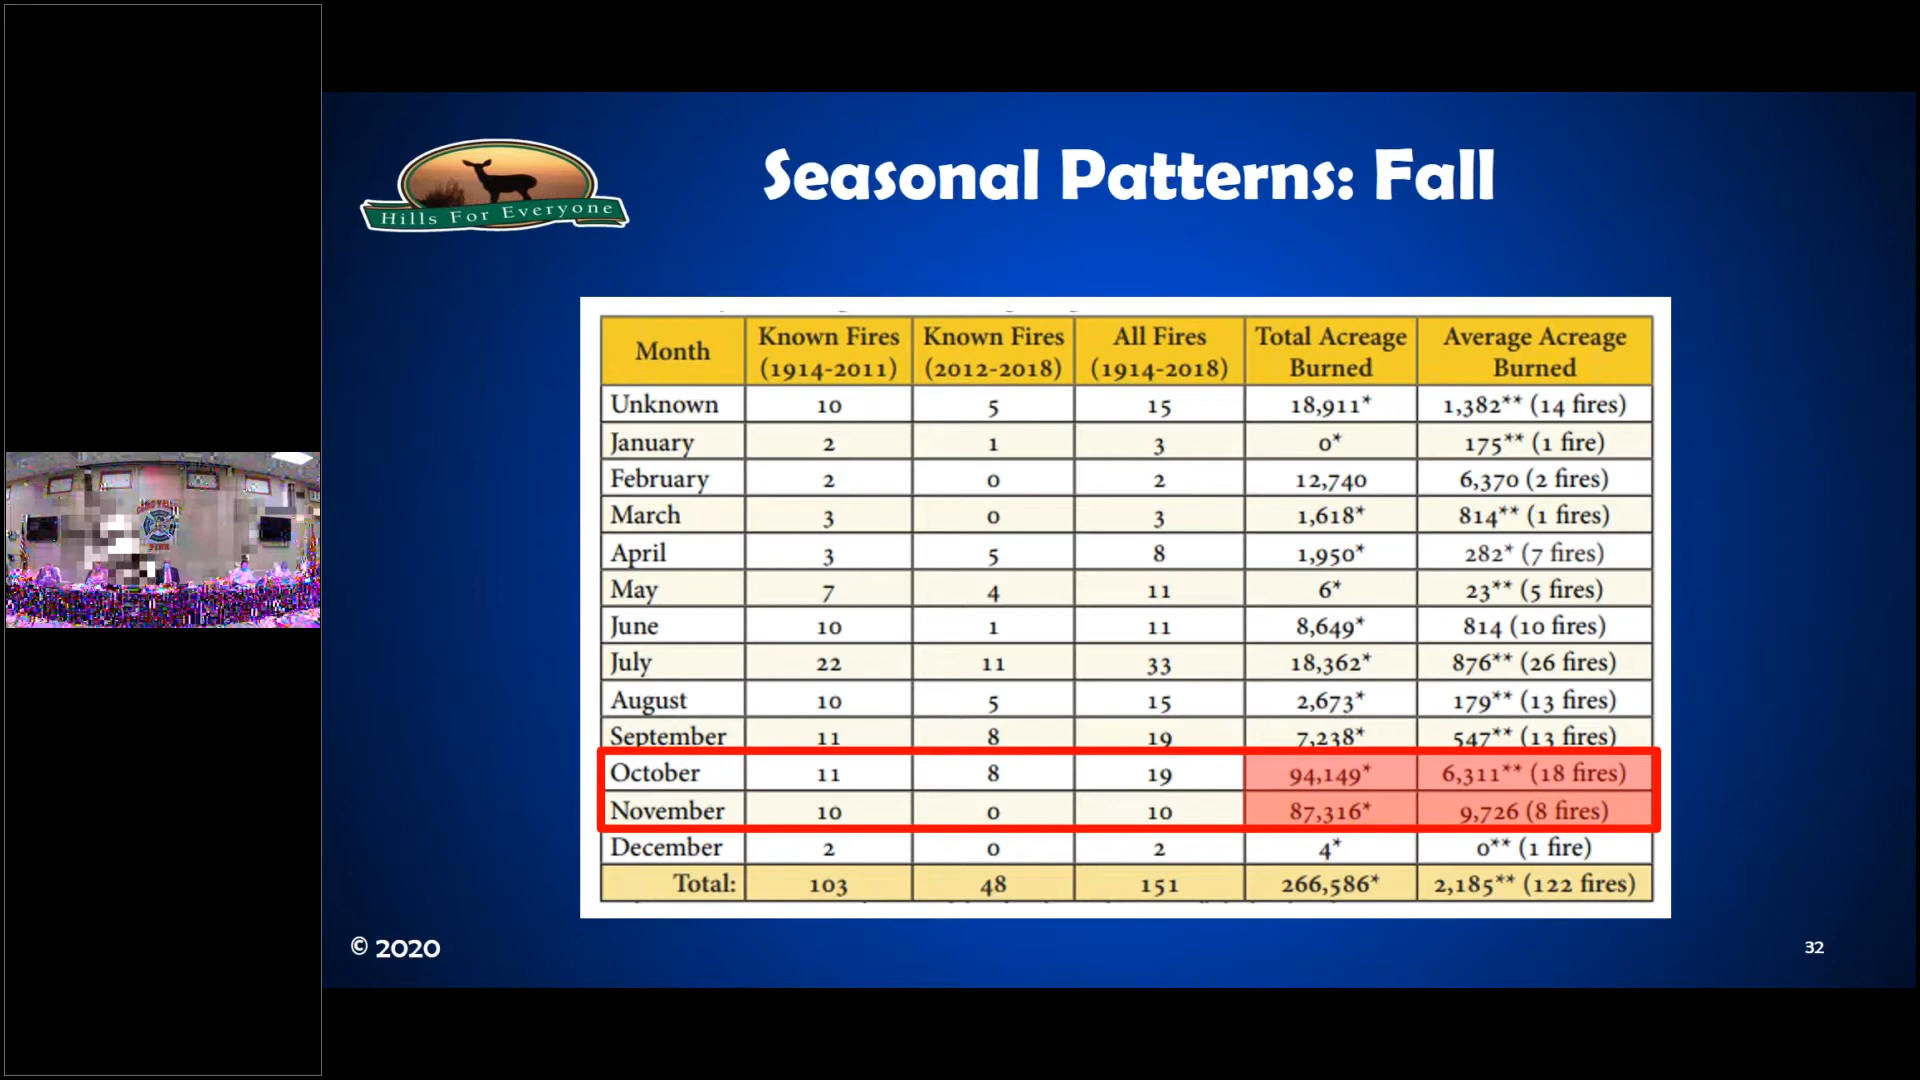 Hills For Everyone
Seasonal Patterns: Fall
Month Known Fires (1914-2011) Known Fires (2012-2018) All Fires (1914-2018) Total Acreage Burned Average Acreage Burned
Unknown 10 5 15 18,911* 1,382** (14 fires)
January 2 1 3 0* 175** (1 fire)
February 2 0 2 12,740 6,370 (2 fires)
March 3 0 3 1,618* 814** (1 fires)
April 3 5 8 1,950* 282* (7 fires)
May 7 4 11 6* 23** (5 fires)
June 10 1 11 8,649* 814 (10 fires)
July 22 11 33 18,362* 876** (26 fires)
August 10 5 15 2,673* 179** (13 fires)
September 11 8 19 7,238* 547** (13 fires)
October 11 8 19 94,149* 6,311** (18 fires)
November 10 0 10 87,316* 9,726 (8 fires)
December 2 0 2 4* 0** (1 fire)
Total: 103 48 151 266,586* 2,185** (122 fires)
© 2020
32